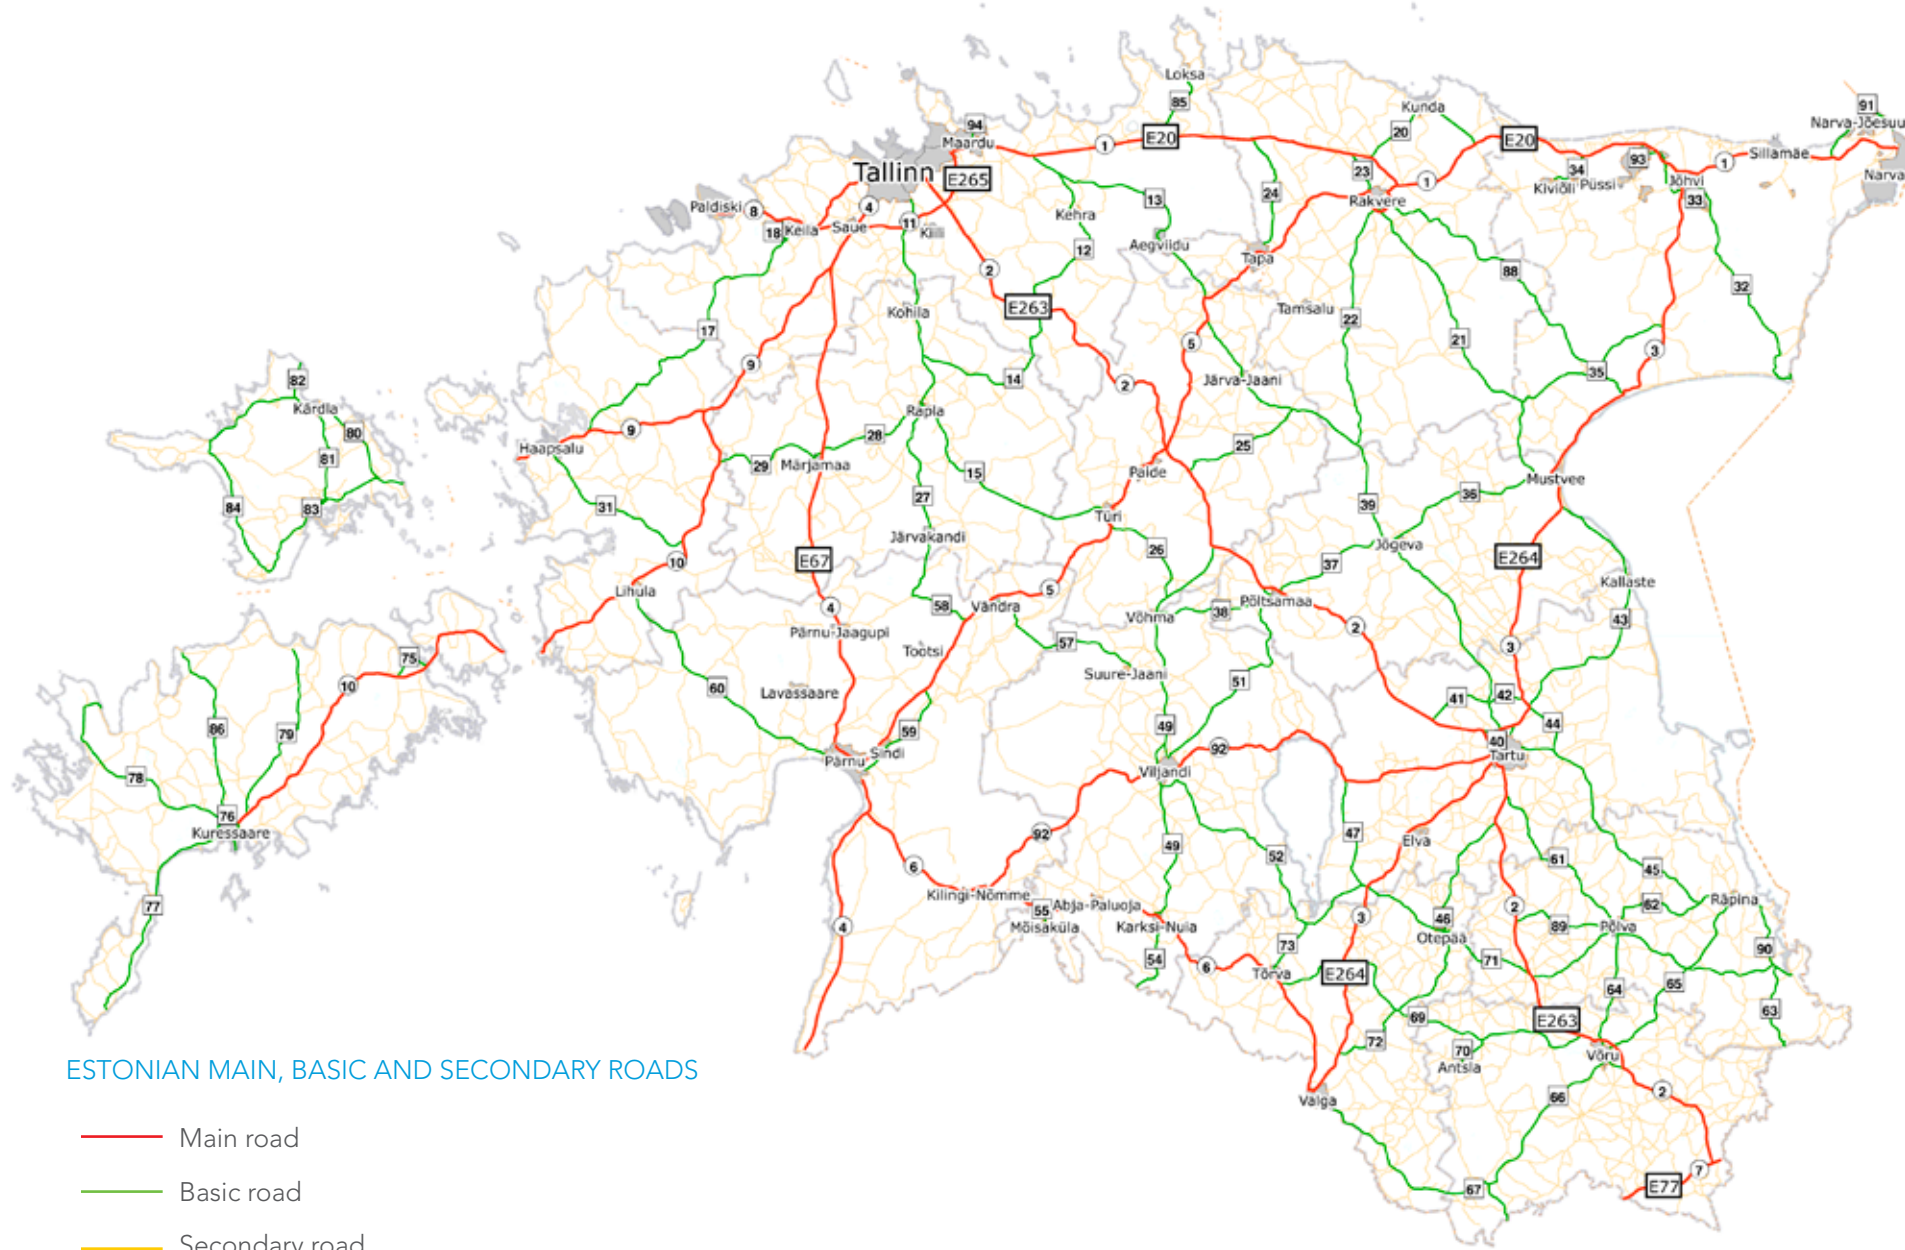 Loksa
85
Kunda
91
94
20
Narva-Jõesuu
Maardu
1
E20
E20
Sillamäe
Tallinn
E265
23
1
34
93
1
Kiviõli
Püssi
Jõhvi
Narva
Paldiski
8
4
13
24
Rakvere
33
18
Keila
Saue
11
Kiili
Kehra
Aegviidu
12
Tapa
2
88
32
E263
Kohila
Tamsalu
22
17
21
5
3
9
35
82
14
2
Järva-Jaani
Kärdla
Rapla
80
9
28
25
Haapsalu
81
29
Märjamaa
15
Paide
Mustvee
84
83
31
27
36
39
Türi
Järvakandi
26
Jõgeva
E67
10
37
E264
Lihula
5
Kallaste
4
58
Vändra
Võhma
38
Põltsamaa
43
Pärnu-Jaagupi
2
57
3
75
Tootsi
Suure-Jaani
10
60
Lavassaare
51
41
42
86
79
59
49
44
92
40
Sindi
Pärnu
Tartu
78
Viljandi
76
Kuressaare
92
47
Elva
49
52
61
6
45
77
Kilingi-Nõmme
55
Abja-Paluoja
46
2
62
Räpina
4
Mõisaküla
Karksi-Nuia
3
89
Põlva
Otepää
73
90
54
6
Tõrva
E264
71
64
65
63
69
E263
72
70
Võru
Antsla
ESTONIAN MAIN, BASIC AND SECONDARY ROADS
Valga
66
2
Main road
7
67
E77
Basic road
Secondary road